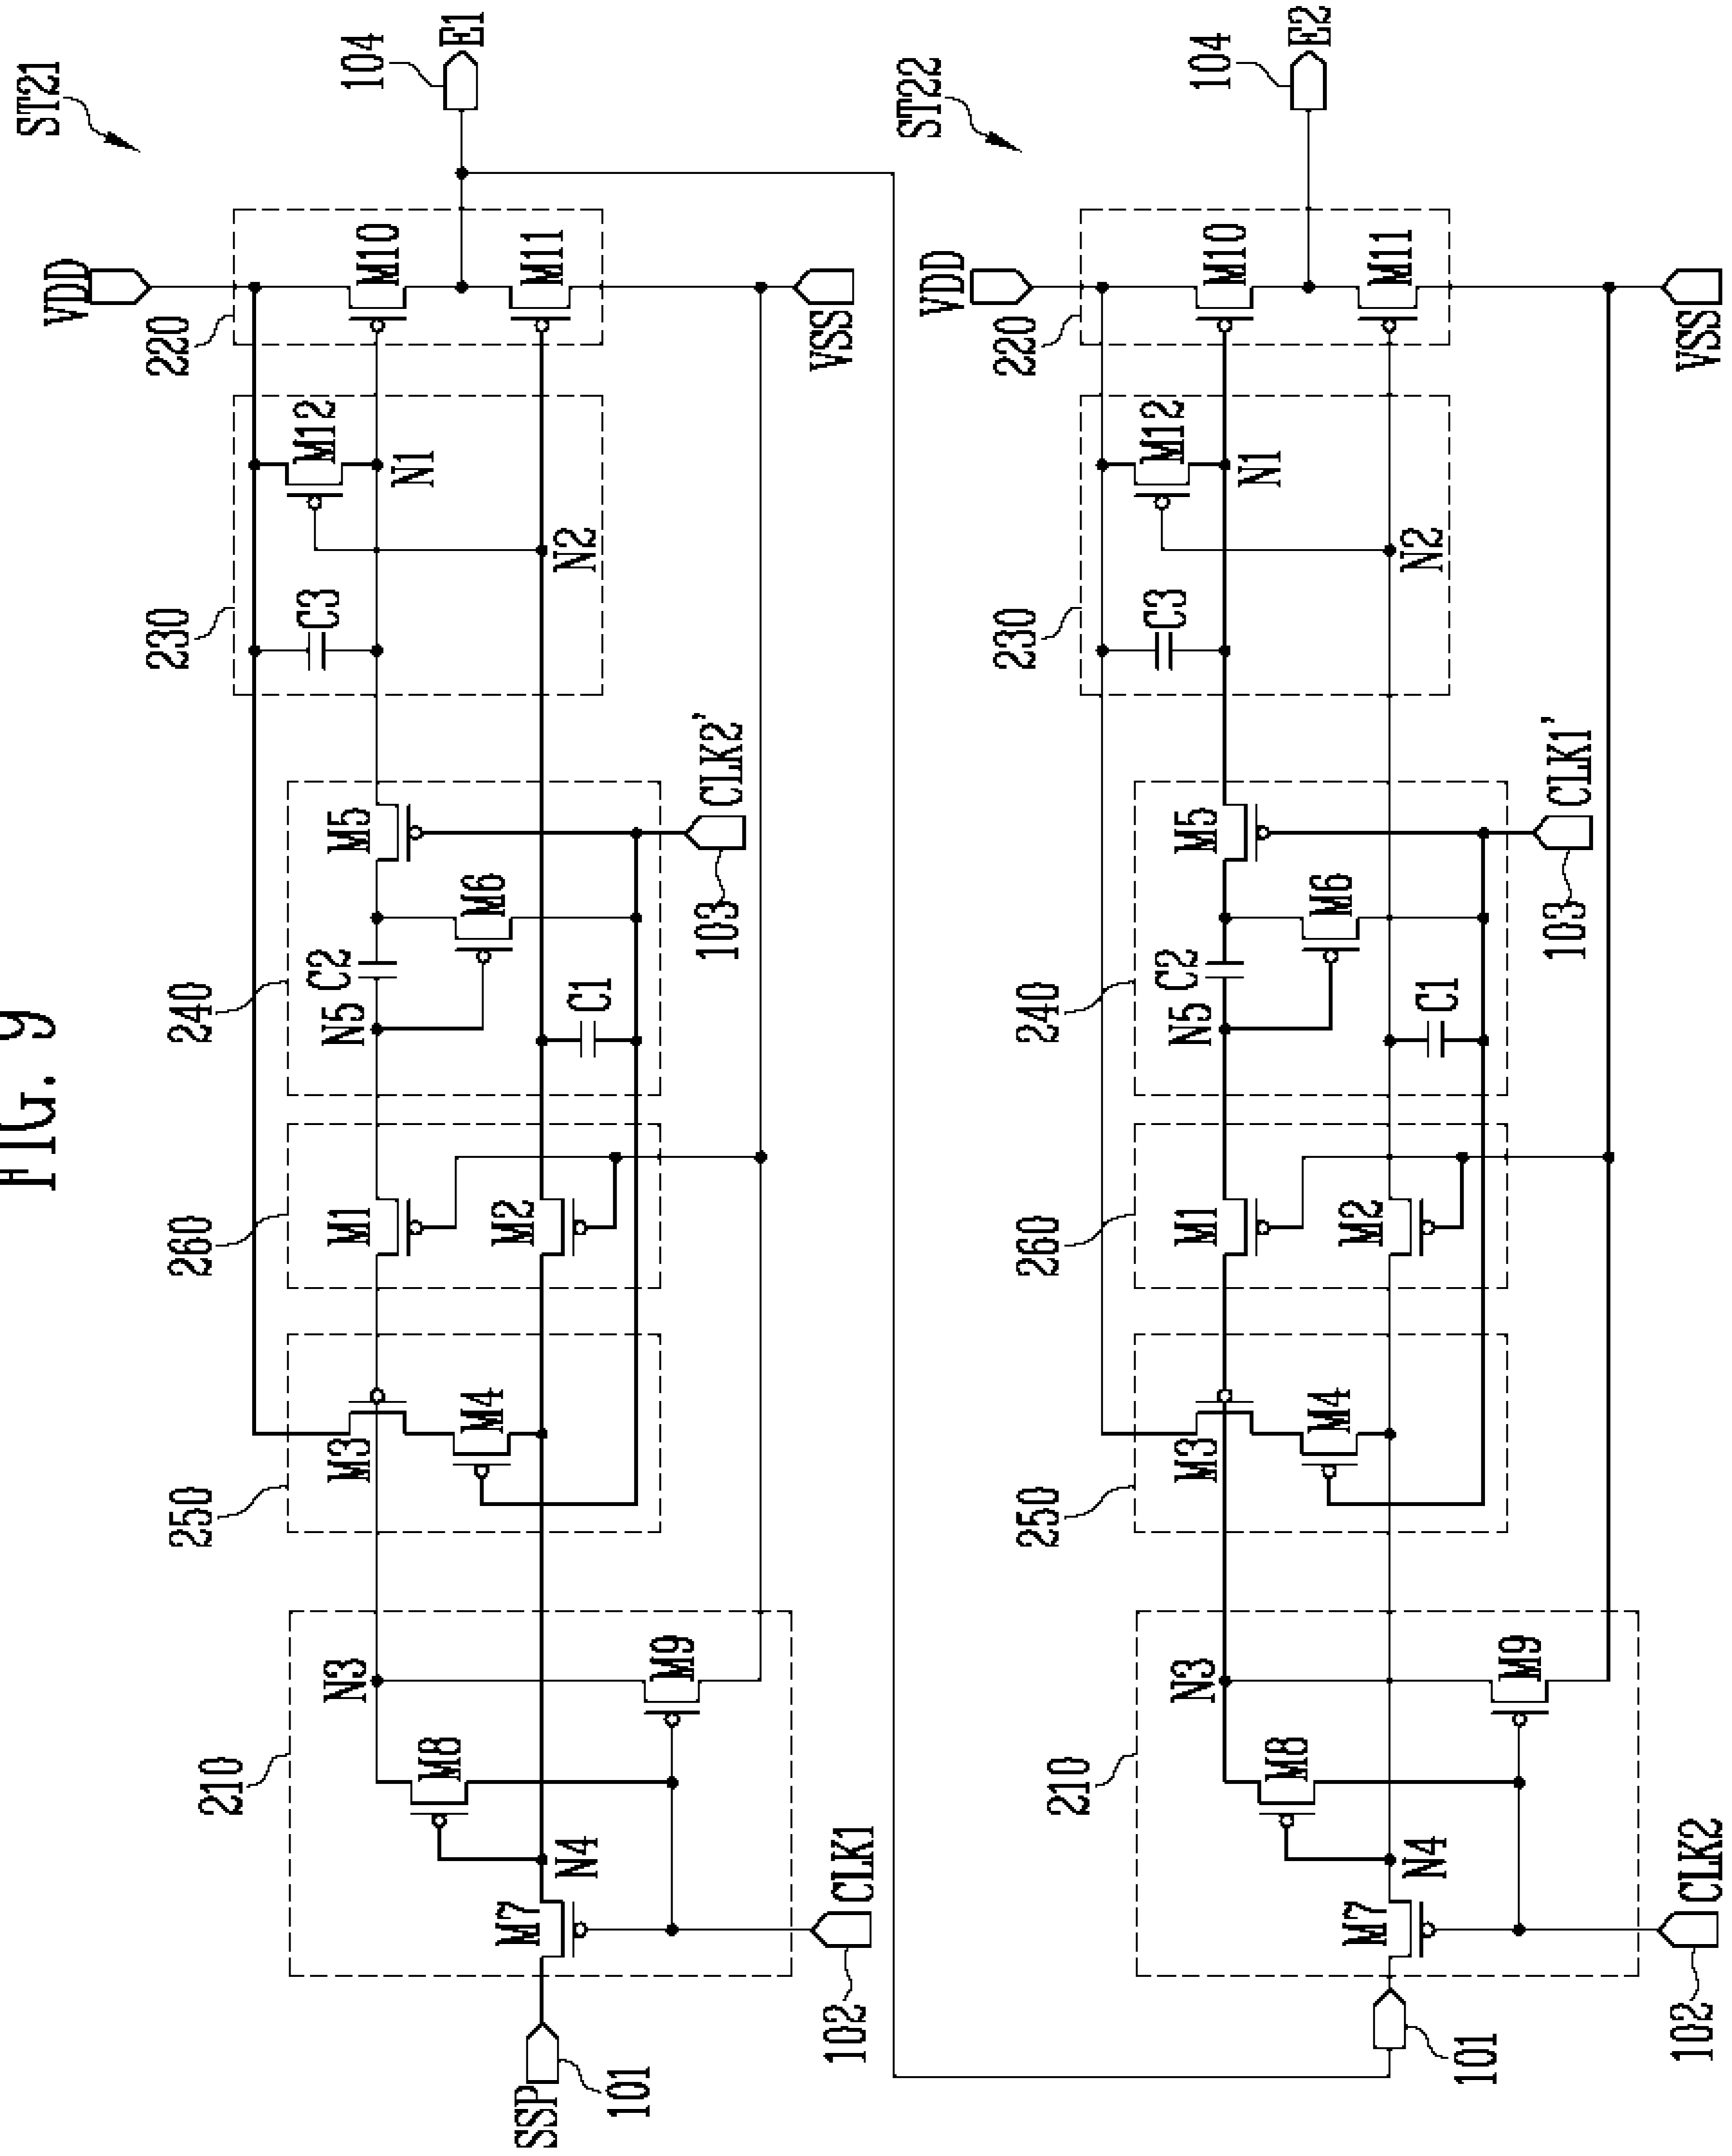 FIG. 9
ST21
VDD
220
M10
M11
104
E1
VSS
230
C3
M12
N1
N2
240
N5
C2
M5
M6
C1
CLK2'
103
260
M1
M2
250
M3
M4
210
N3
M8
M9
N4
M7
SSP
101
102
CLK1
ST22
VDD
220
M10
M11
104
E2
VSS
230
C3
M12
N1
N2
240
N5
C2
M5
M6
C1
CLK1'
103
260
M1
M2
250
M3
M4
210
N3
M8
M9
N4
M7
101
102
CLK2